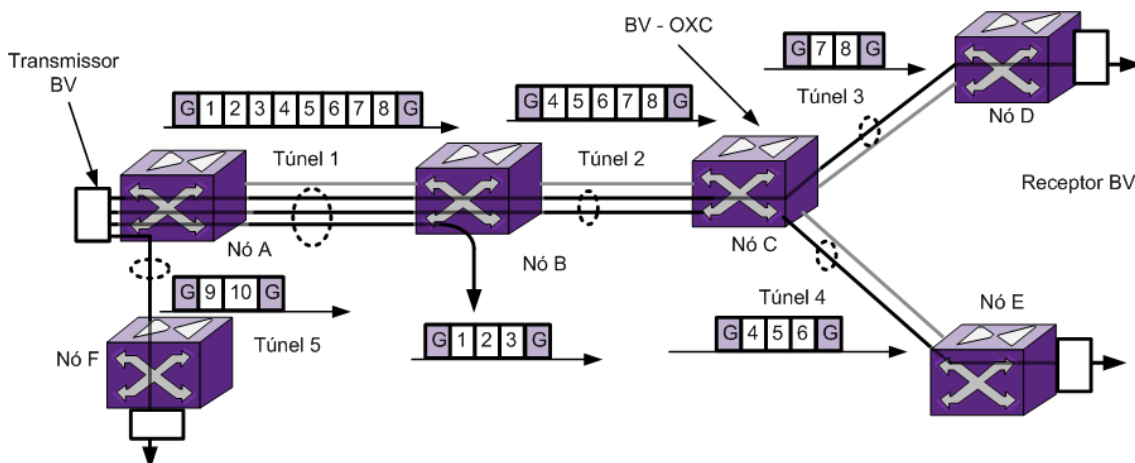 BV - OXC
Transmissor
BV
G 1 2 3 4 5 6 7 8 G
G 4 5 6 7 8 G
G 7 8 G
Túnel 1
Túnel 2
Túnel 3
Nó D
Receptor BV
Nó A
Nó B
Nó C
G 9 10 G
Túnel 5
G 1 2 3 G
Túnel 4
G 4 5 6 G
Nó E
Nó F